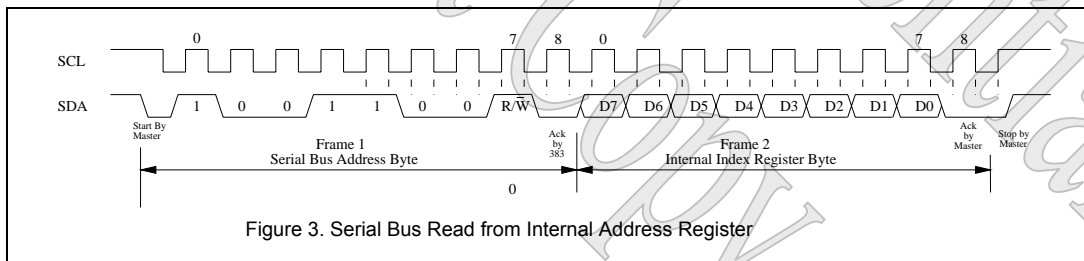 0 7 8 0 7 8
SCL
SDA 1 0 0 1 1 0 0 R/W D7 D6 D5 D4 D3 D2 D1 D0
Start By
Master
Frame 1
Serial Bus Address Byte
Ack
by
383
Frame 2
Internal Index Register Byte
Ack
by
Master
Stop by
Master
0
Figure 3. Serial Bus Read from Internal Address Register
Copy